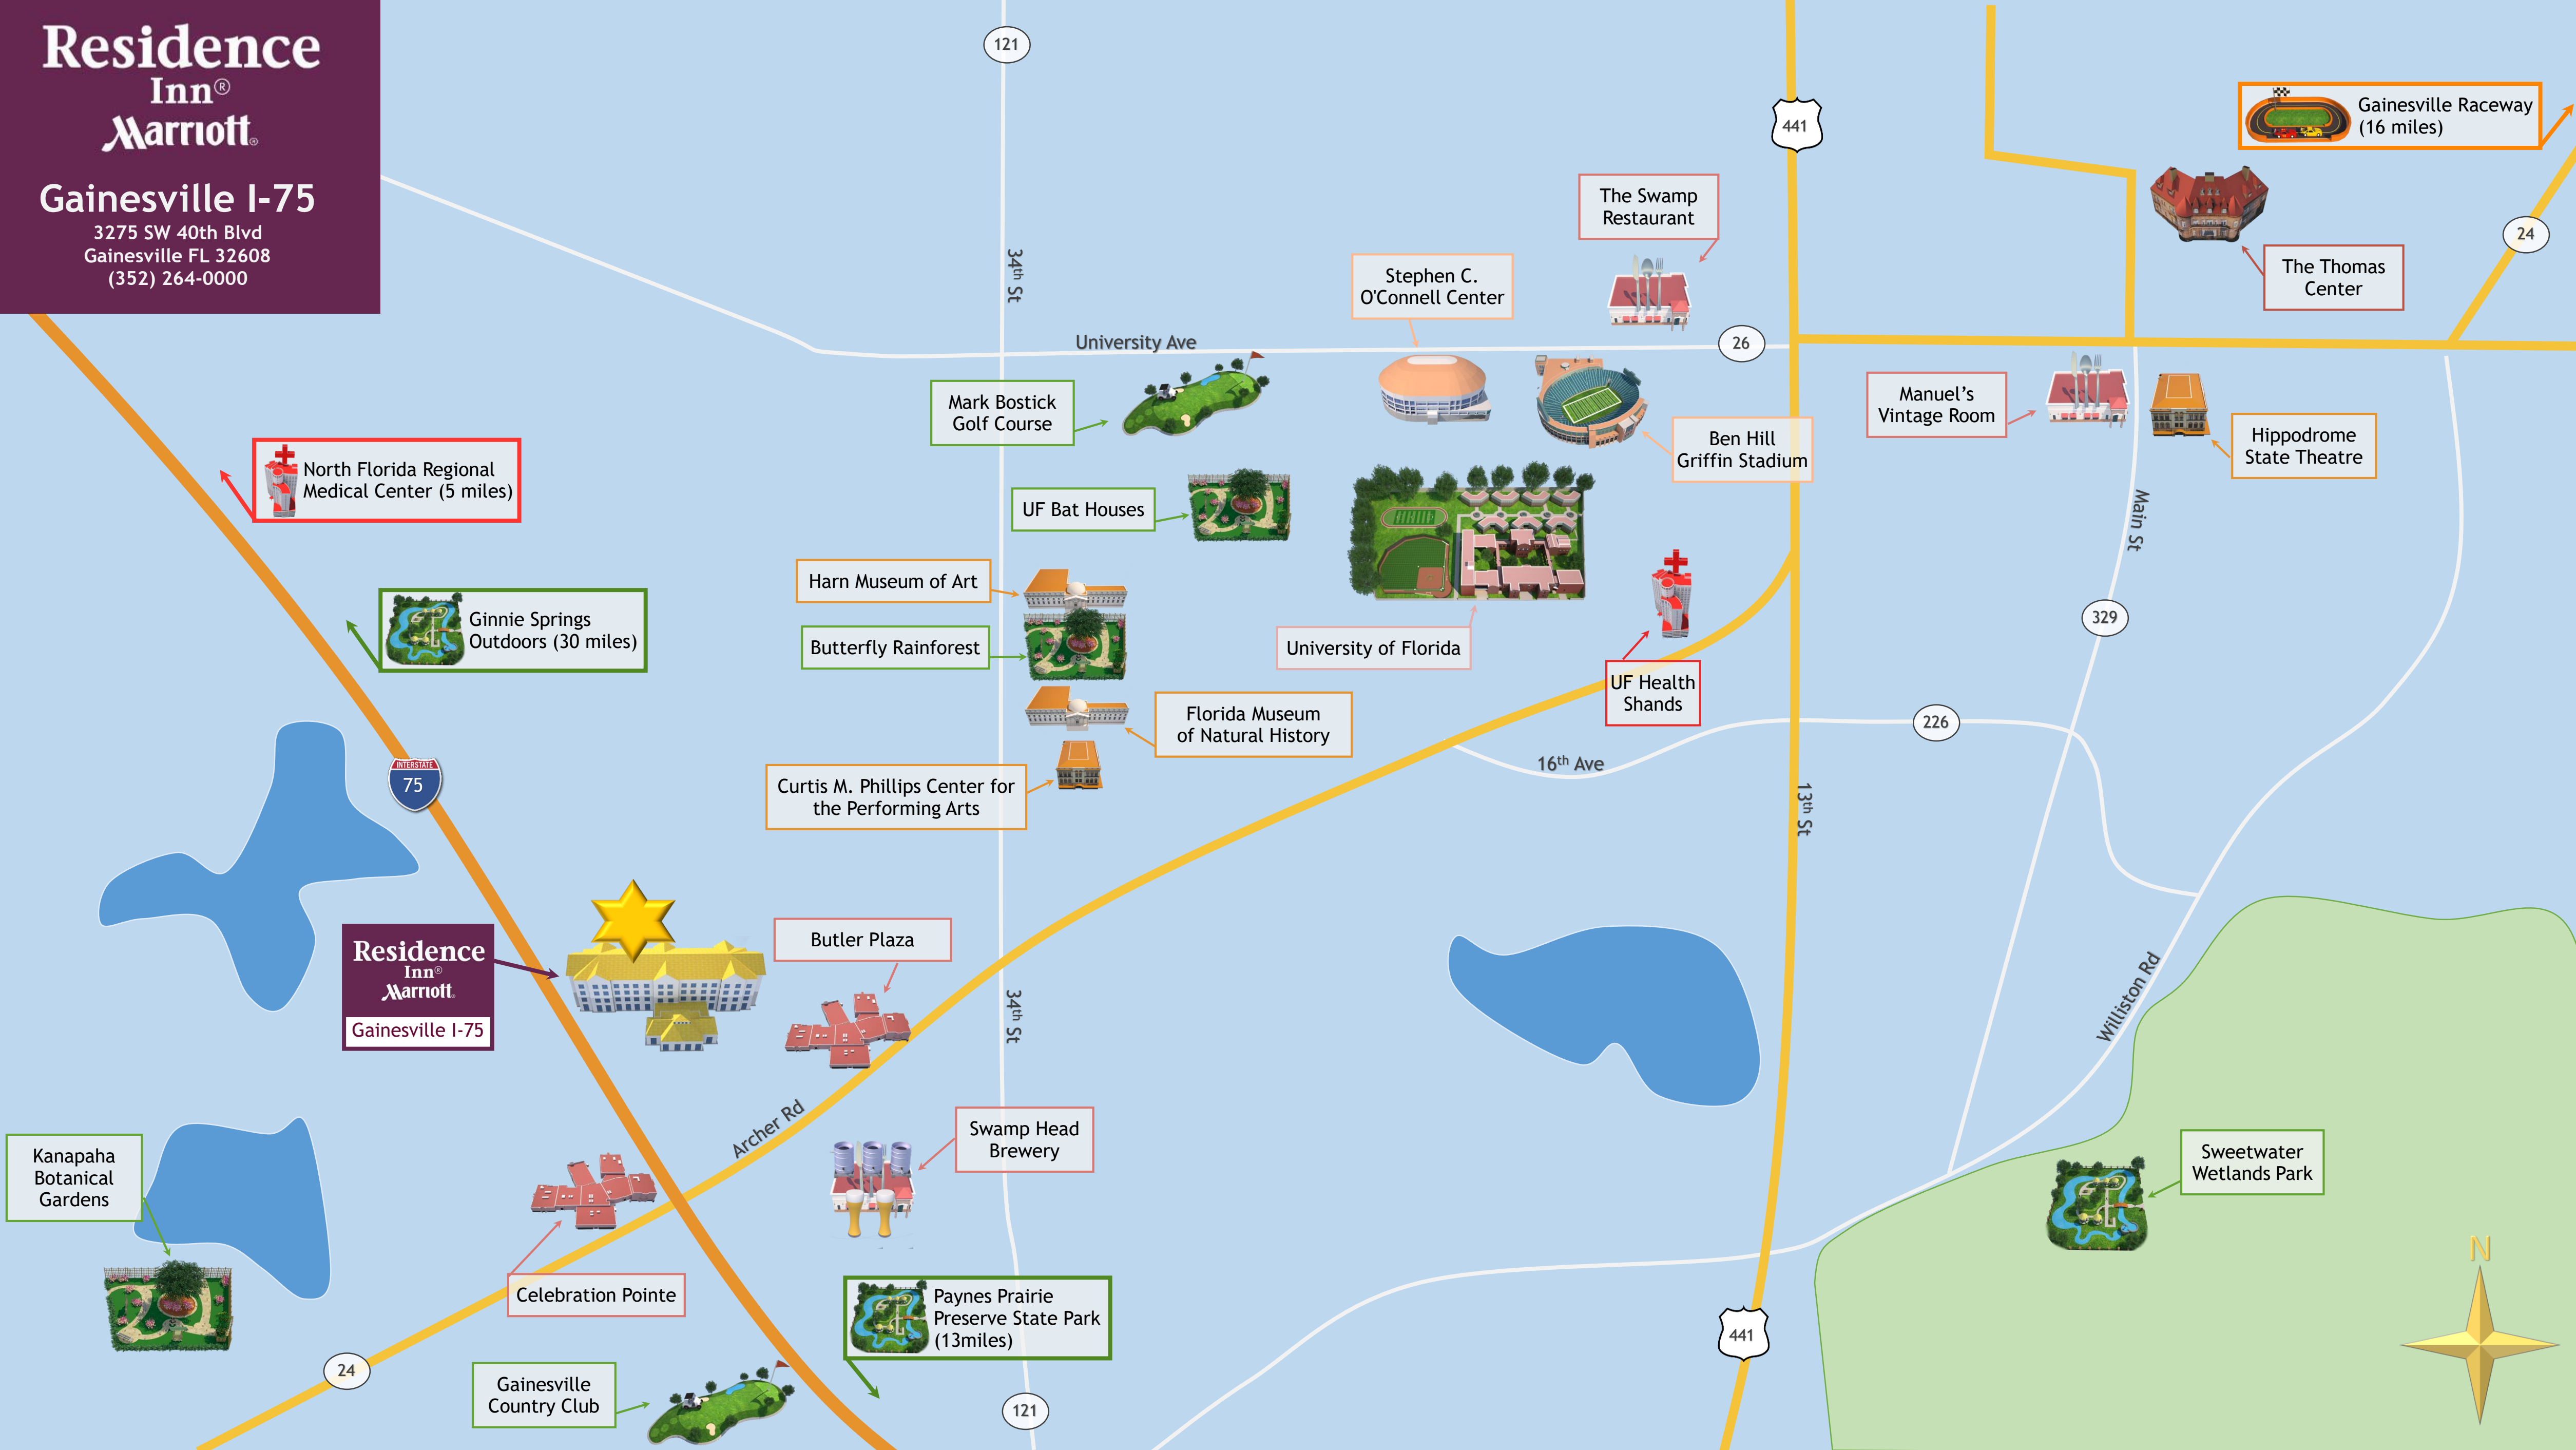 Residence
Inn®
Marriott®
Gainesville I-75
3275 SW 40th Blvd
Gainesville FL 32608
(352) 264-0000
121
441
Gainesville Raceway
(16 miles)
The Swamp
Restaurant
24
34th St
Stephen C.
O'Connell Center
The Thomas
Center
University Ave
26
Mark Bostick
Golf Course
Manuel’s
Vintage Room
Ben Hill
Griffin Stadium
Hippodrome
State Theatre
North Florida Regional
Medical Center (5 miles)
UF Bat Houses
Main St
Harn Museum of Art
Ginnie Springs
Outdoors (30 miles)
329
Butterfly Rainforest
University of Florida
UF Health
Shands
Florida Museum
of Natural History
226
16th Ave
INTERSTATE
75
Curtis M. Phillips Center for
the Performing Arts
13th St
Butler Plaza
Residence
Inn®
Marriott®
Gainesville I-75
34th St
Williston Rd
Archer Rd
Swamp Head
Brewery
Kanapaha
Botanical
Gardens
Sweetwater
Wetlands Park
N
Celebration Pointe
Paynes Prairie
Preserve State Park
(13miles)
441
24
Gainesville
Country Club
121